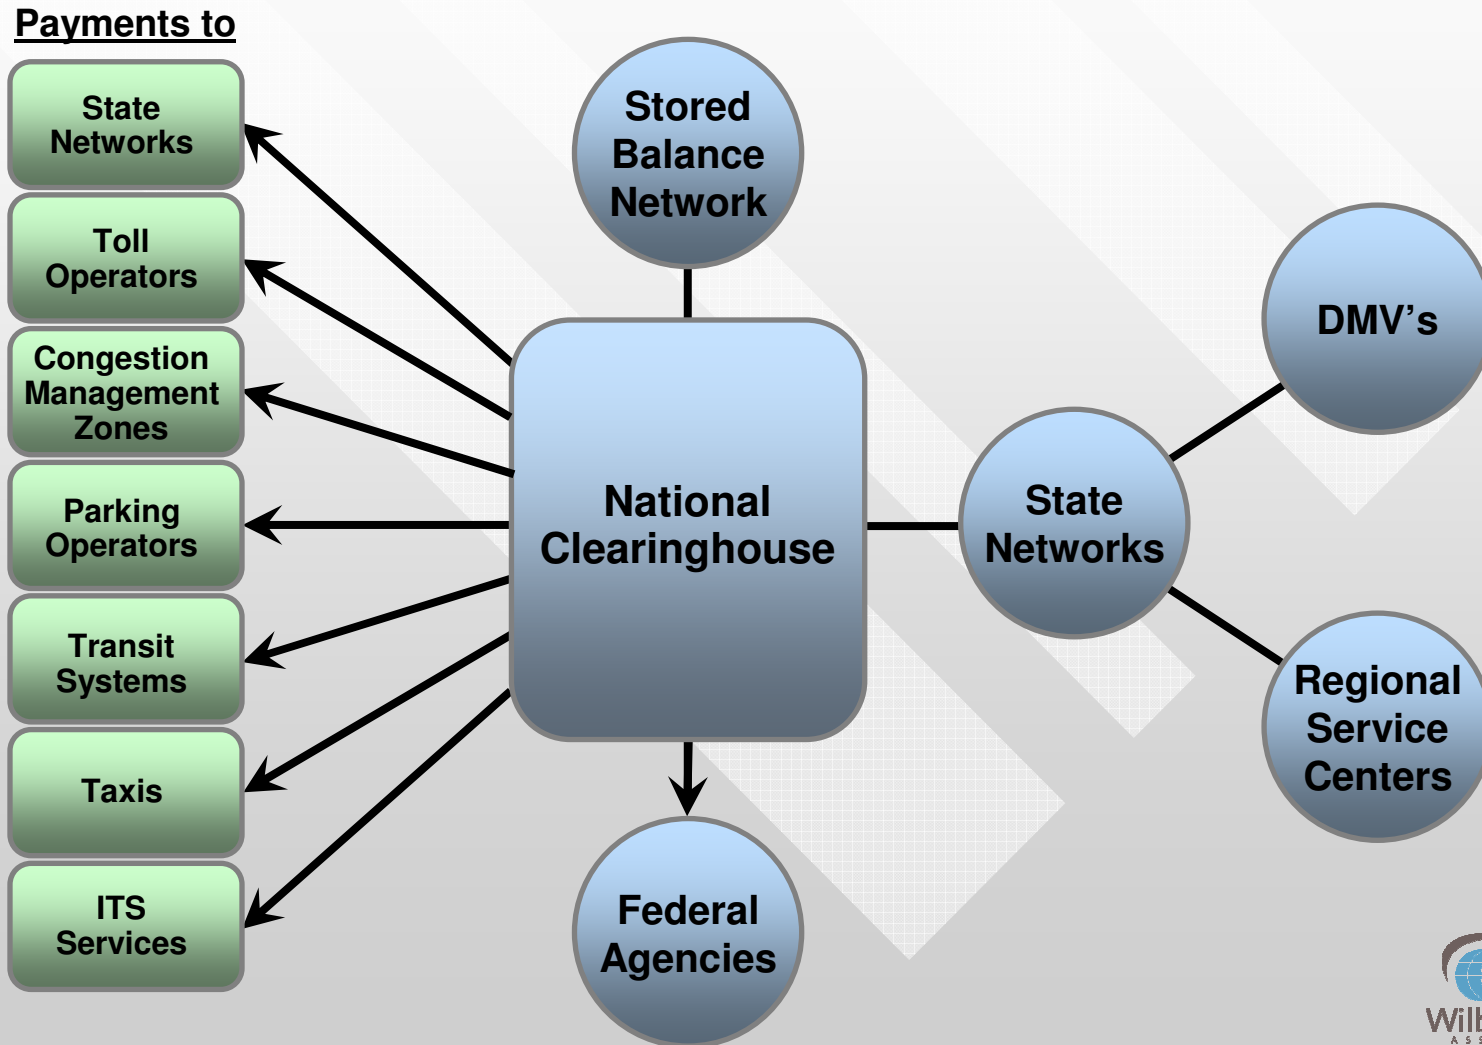 Payments to
State
Networks
Toll
Operators
Congestion
Management
Zones
Parking
Operators
Transit
Systems
Taxis
ITS
Services
Stored
Balance
Network
National
Clearinghouse
Federal
Agencies
State
Networks
DMV’s
Regional
Service
Centers